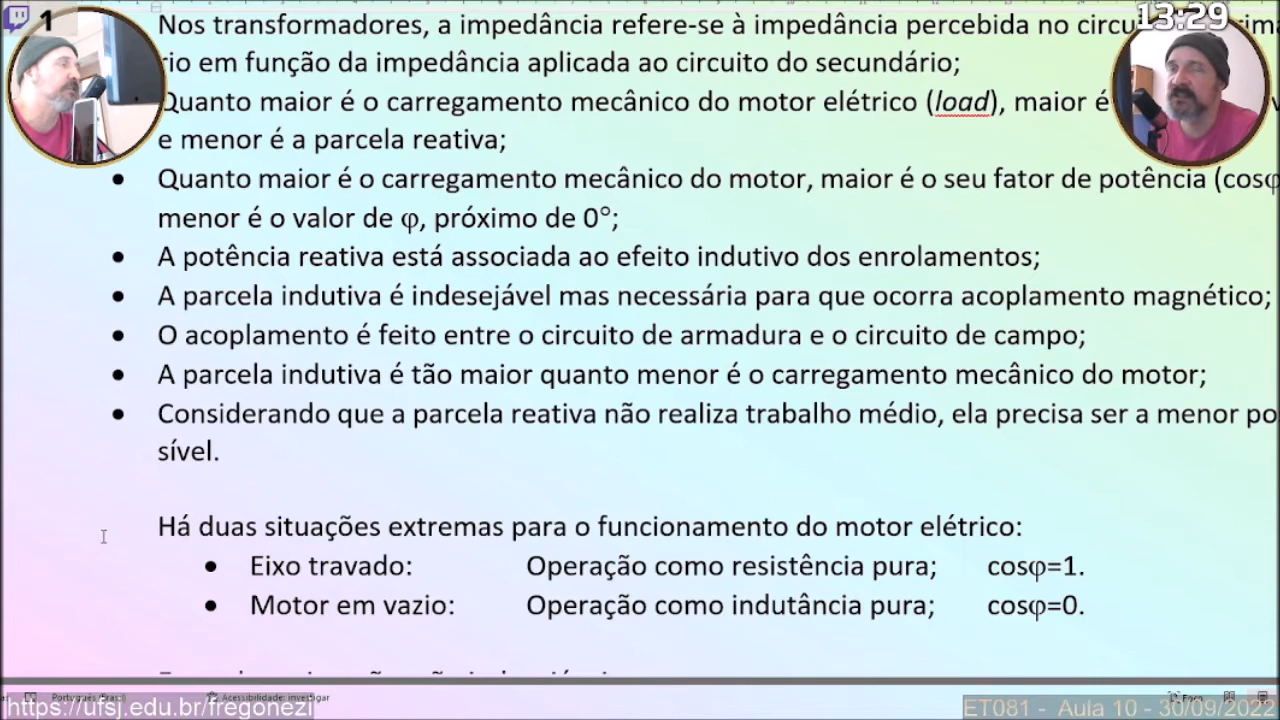 1
13:29
Nos transformadores, a impedância refere-se à impedância percebida no
rio em função da impedância aplicada ao circuito do secundário;
Quanto maior é o carregamento mecânico do motor elétrico (load), maior é
e menor é a parcela reativa;
• Quanto maior é o carregamento mecânico do motor, maior é o seu fator de potência (cosφ
menor é o valor de φ, próximo de 0°;
• A potência reativa está associada ao efeito indutivo dos enrolamentos;
• A parcela indutiva é indesejável mas necessária para que ocorra acoplamento magnético;
• O acoplamento é feito entre o circuito de armadura e o circuito de campo;
• A parcela indutiva é tão maior quanto menor é o carregamento mecânico do motor;
• Considerando que a parcela reativa não realiza trabalho médio, ela precisa ser a menor po
sível.
Há duas situações extremas para o funcionamento do motor elétrico:
• Eixo travado: Operação como resistência pura; cosφ=1.
• Motor em vazio: Operação como indutância pura; cosφ=0.
Português (Brasil) Acessibilidade: investigar Foco
https://ufsj.edu.br/fregonezi
ET081 - Aula 10 - 30/09/2022